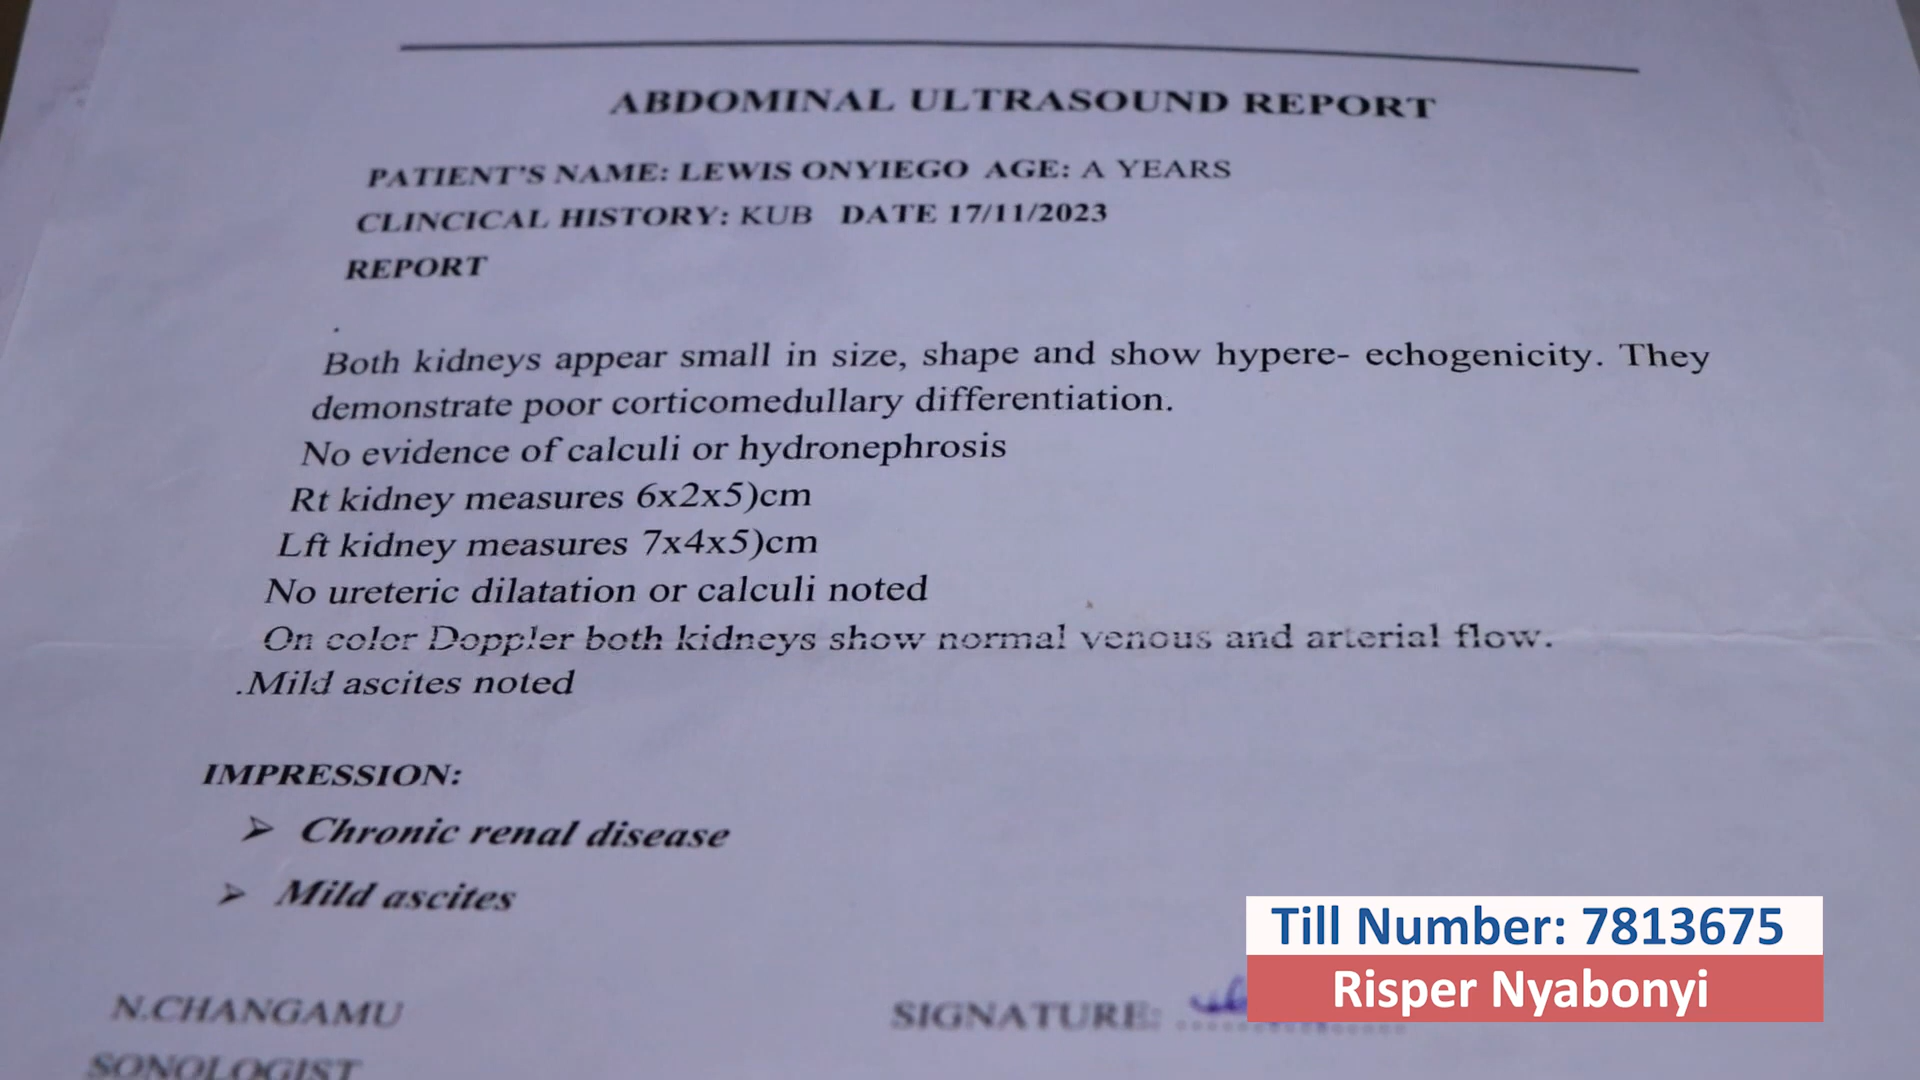 ABDOMINAL ULTRASOUND REPORT
PATIENT'S NAME: LEWIS ONYIEGO AGE: A YEARS
CLINCICAL HISTORY: KUB DATE 17/11/2023
REPORT
.
Both kidneys appear small in size, shape and show hypere- echogenicity. They
demonstrate poor corticomedullary differentiation.
No evidence of calculi or hydronephrosis
Rt kidney measures 6x2x5)cm
Lft kidney measures 7x4x5)cm
No ureteric dilatation or calculi noted
On color Doppler both kidneys show normal venous and arterial flow.
.Mild ascites noted
IMPRESSION:
➢ Chronic renal disease
➢ Mild ascites
N.CHANGAMU
SIGNATURE: ....................
SONOLOGIST
Till Number: 7813675
Risper Nyabonyi